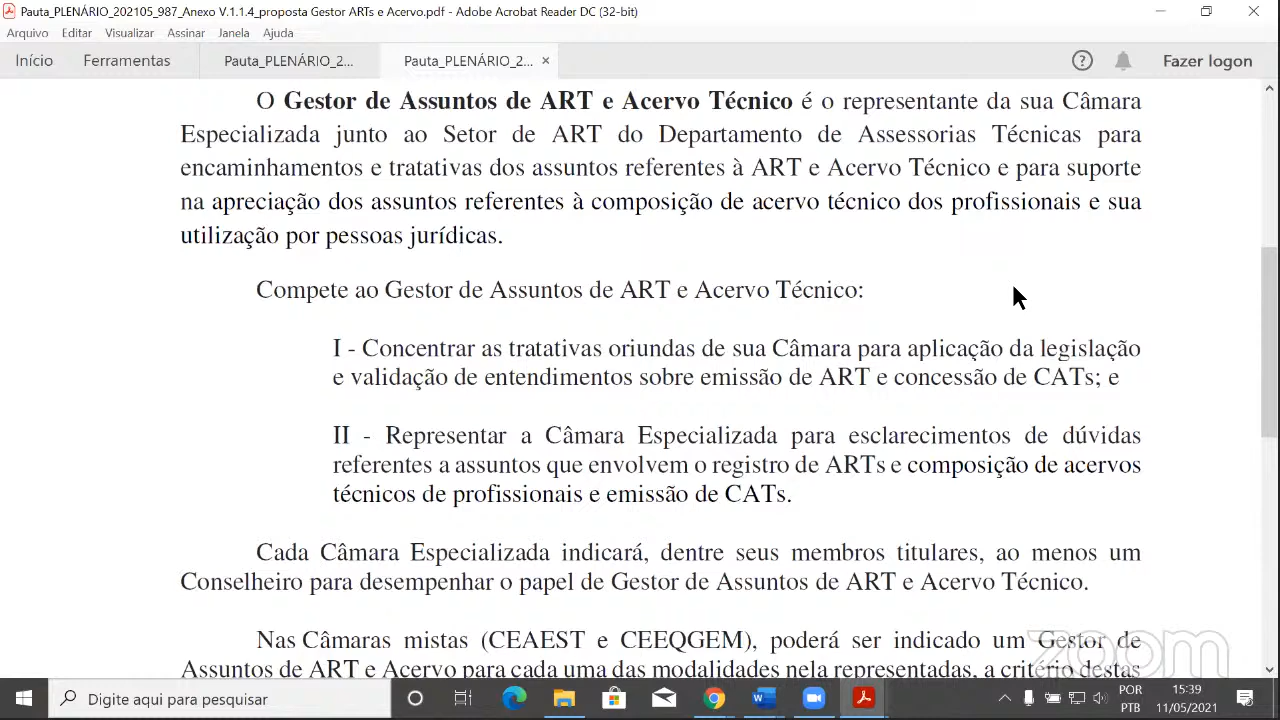 Pauta_PLENÁRIO_202105_987_Anexo V.1.1.4_proposta Gestor ARTs e Acervo.pdf - Adobe Acrobat Reader DC (32-bit)
Arquivo Editar Visualizar Assinar Janela Ajuda
Início Ferramentas Pauta_PLENÁRIO_2... Pauta_PLENÁRIO_2... × ? Fazer logon
O Gestor de Assuntos de ART e Acervo Técnico é o representante da sua Câmara
Especializada junto ao Setor de ART do Departamento de Assessorias Técnicas para
encaminhamentos e tratativas dos assuntos referentes à ART e Acervo Técnico e para suporte
na apreciação dos assuntos referentes à composição de acervo técnico dos profissionais e sua
utilização por pessoas jurídicas.
Compete ao Gestor de Assuntos de ART e Acervo Técnico:
I - Concentrar as tratativas oriundas de sua Câmara para aplicação da legislação
e validação de entendimentos sobre emissão de ART e concessão de CATs; e
II - Representar a Câmara Especializada para esclarecimentos de dúvidas
referentes a assuntos que envolvem o registro de ARTs e composição de acervos
técnicos de profissionais e emissão de CATs.
Cada Câmara Especializada indicará, dentre seus membros titulares, ao menos um
Conselheiro para desempenhar o papel de Gestor de Assuntos de ART e Acervo Técnico.
Nas Câmaras mistas (CEAEST e CEEQGEM), poderá ser indicado um Gestor de
Assuntos de ART e Acervo para cada uma das modalidades nela representadas, a critério destas
zoom
Digite aqui para pesquisar
POR 15:39
PTB 11/05/2021